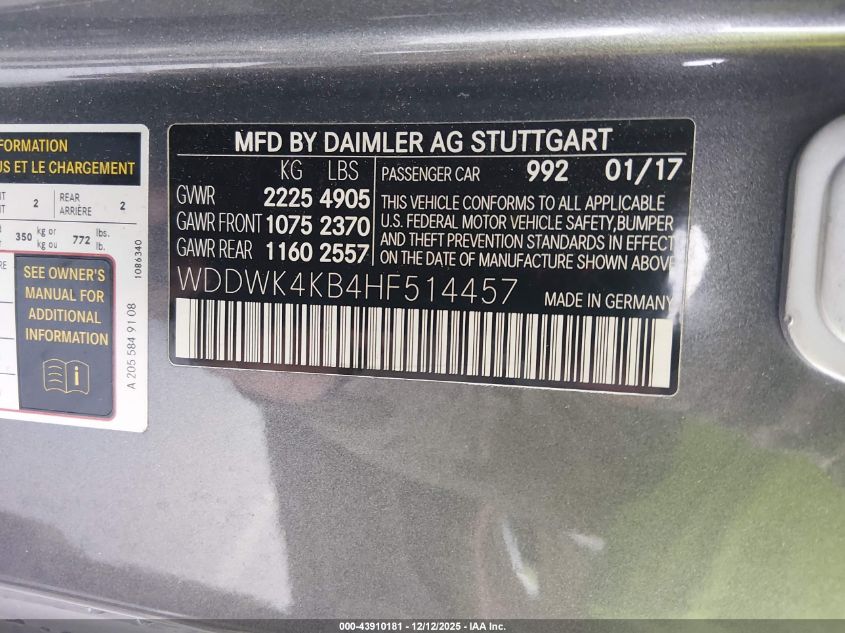 FORMATION
US ET LE CHARGEMENT
2
REAR
ARRIÈRE
2
350 kg or
kg ou
772 lbs.
lb.
SEE OWNER'S
MANUAL FOR
ADDITIONAL
INFORMATION
1086340
A 205 584 91 08
MFD BY DAIMLER AG STUTTGART
KG LBS
GVWR 2225 4905
GAWR FRONT 1075 2370
GAWR REAR 1160 2557
PASSENGER CAR 992 01/17
THIS VEHICLE CONFORMS TO ALL APPLICABLE
U.S. FEDERAL MOTOR VEHICLE SAFETY, BUMPER
AND THEFT PREVENTION STANDARDS IN EFFECT
ON THE DATE OF MANUFACTURE SHOWN ABOVE
WDDWK4KB4HF514457 MADE IN GERMANY
000-43910181 - 12/12/2025 - IAA Inc.